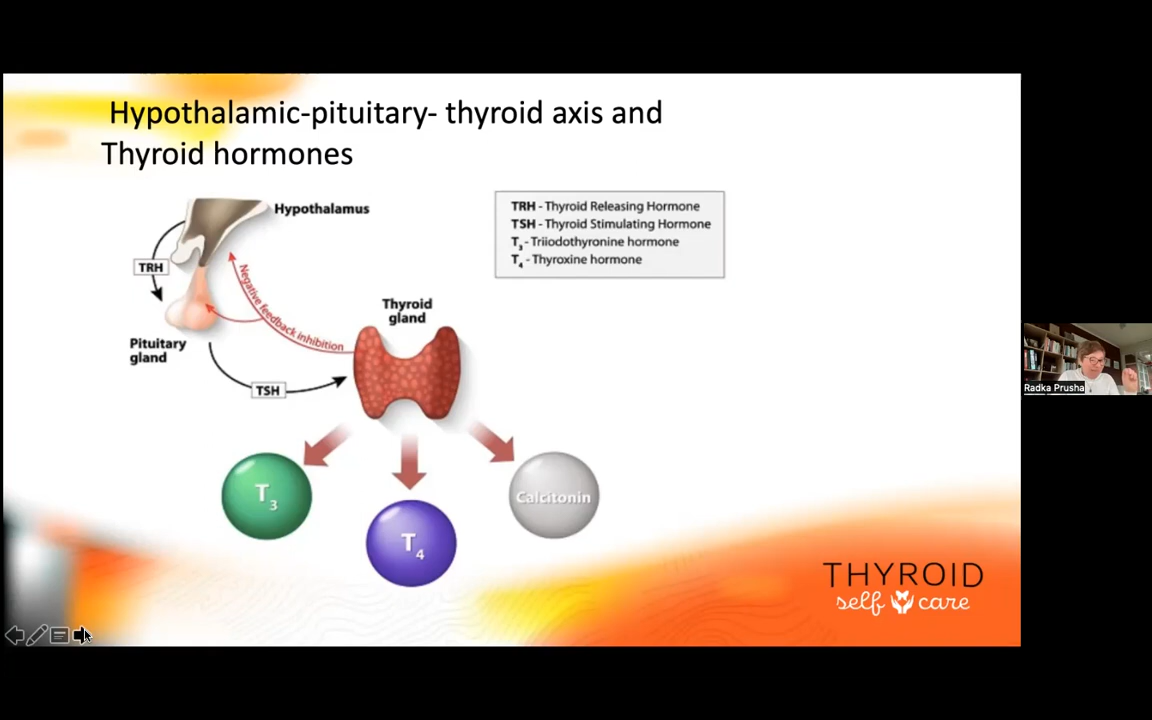 Hypothalamic-pituitary- thyroid axis and
Thyroid hormones
Hypothalamus
TRH - Thyroid Releasing Hormone
TSH - Thyroid Stimulating Hormone
T3 - Triiodothyronine hormone
T4 - Thyroxine hormone
TRH
Negative feedback inhibition
Thyroid
gland
Pituitary
gland
TSH
T3
T4
Calcitonin
Radka Prusha
THYROID
self care